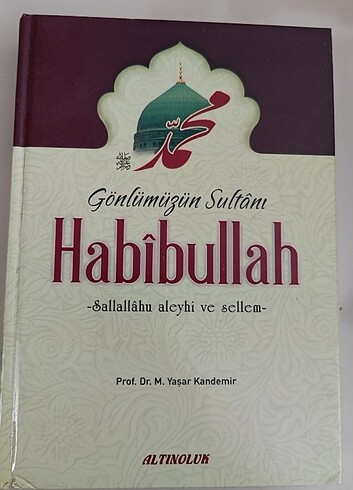 محمد
ﷺ
Gönlümüzün Sultânı
Habîbullah
-Sallallâhu aleyhi ve sellem-
Prof. Dr. M. Yaşar Kandemir
ALTINOLUK